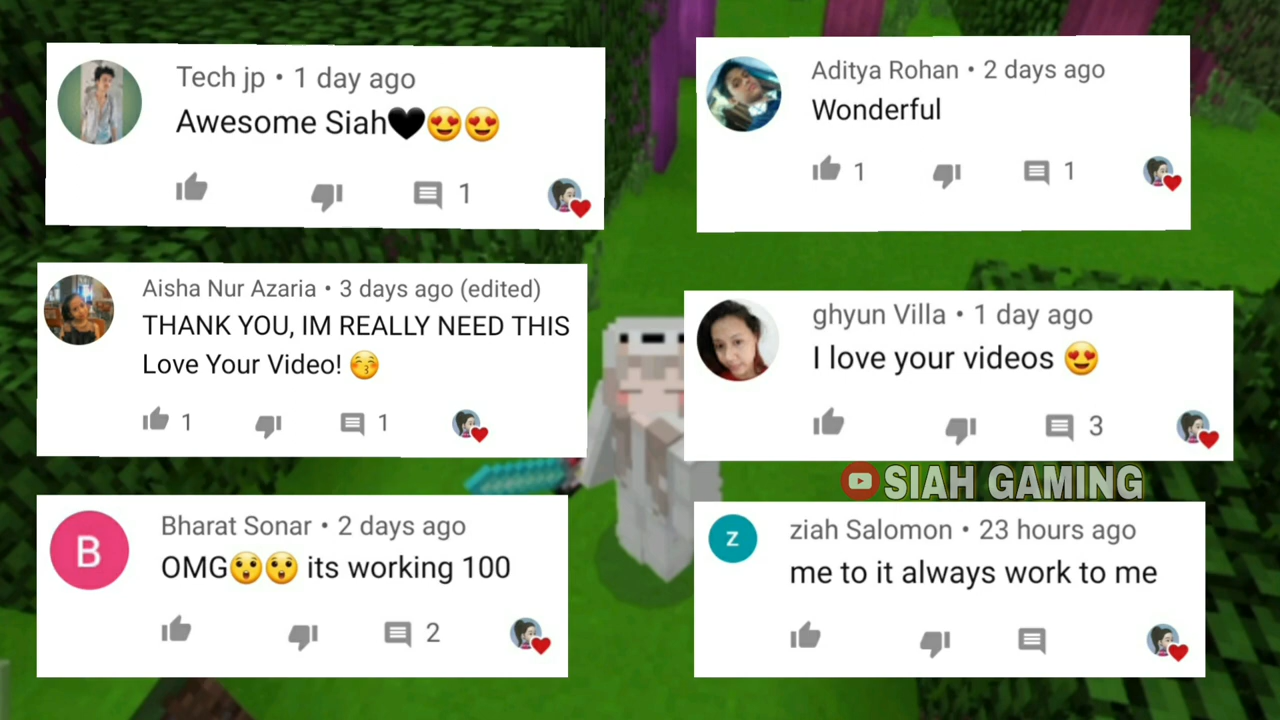 Tech jp • 1 day ago
Awesome Siah🖤😍😍
1
Aditya Rohan • 2 days ago
Wonderful
1 1
Aisha Nur Azaria • 3 days ago (edited)
THANK YOU, IM REALLY NEED THIS
Love Your Video! 😚
1 1
ghyun Villa • 1 day ago
I love your videos 😍
3
SIAH GAMING
B
Bharat Sonar • 2 days ago
OMG😲😲 its working 100
2
z
ziah Salomon • 23 hours ago
me to it always work to me